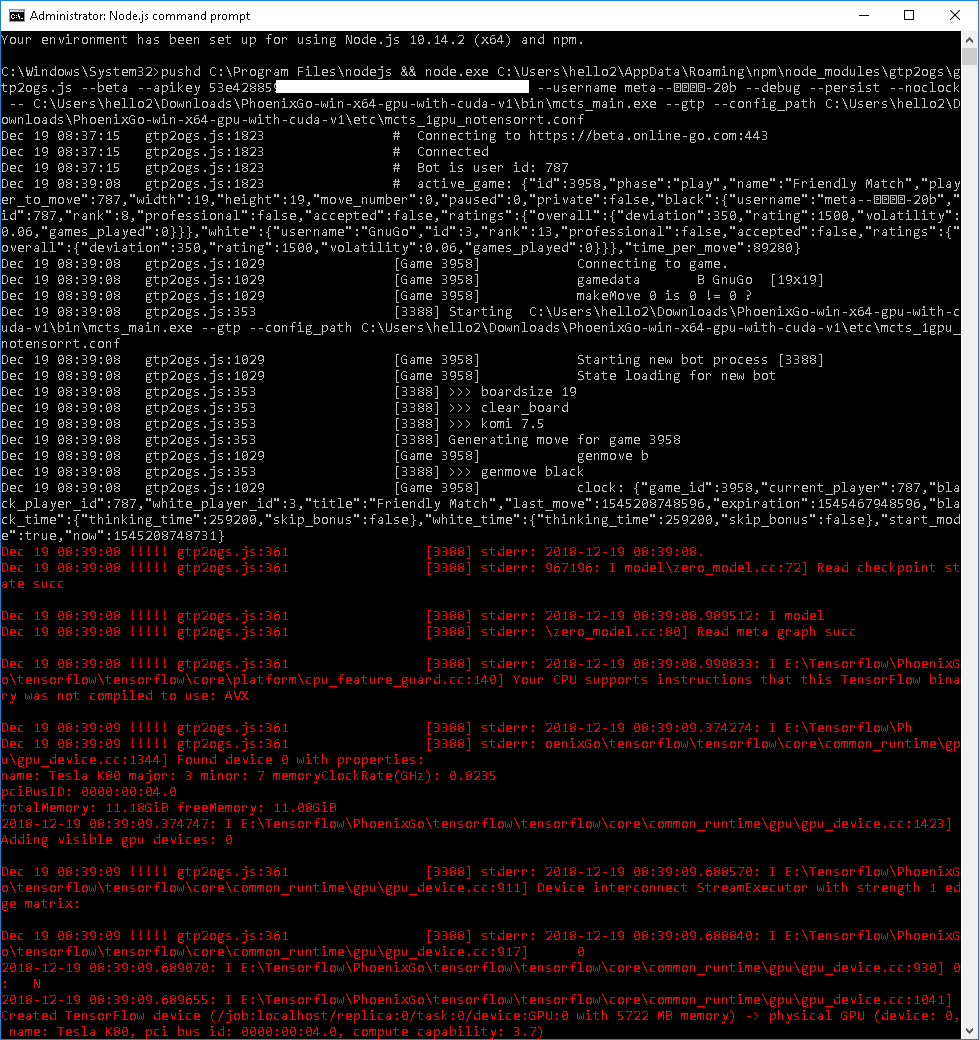 Administrator: Node.js command prompt
Your environment has been set up for using Node.js 10.14.2 (x64) and npm.
C:\Windows\System32>pushd C:\Program Files\nodejs && node.exe C:\Users\hello2\AppData\Roaming\npm\node_modules\gtp2ogs\g
tp2ogs.js --beta --apikey 53e428859 --username meta--□□□□-20b --debug --persist --noclock
-- C:\Users\hello2\Downloads\PhoenixGo-win-x64-gpu-with-cuda-v1\bin\mcts_main.exe --gtp --config_path C:\Users\hello2\D
ownloads\PhoenixGo-win-x64-gpu-with-cuda-v1\etc\mcts_1gpu_notensorrt.conf
Dec 19 08:37:15   gtp2ogs.js:1823                #  Connecting to https://beta.online-go.com:443
Dec 19 08:37:15   gtp2ogs.js:1823                #  Connected
Dec 19 08:37:15   gtp2ogs.js:1823                #  Bot is user id: 787
Dec 19 08:39:08   gtp2ogs.js:1823                #  active_game: {"id":3958,"phase":"play","name":"Friendly Match","play
er_to_move":787,"width":19,"height":19,"move_number":0,"paused":0,"private":false,"black":{"username":"meta--□□□□-20b","
id":787,"rank":8,"professional":false,"accepted":false,"ratings":{"overall":{"deviation":350,"rating":1500,"volatility":
0.06,"games_played":0}}},"white":{"username":"GnuGo","id":3,"rank":13,"professional":false,"accepted":false,"ratings":{"
overall":{"deviation":350,"rating":1500,"volatility":0.06,"games_played":0}}},"time_per_move":89280}
Dec 19 08:39:08   gtp2ogs.js:1029                [Game 3958]            Connecting to game.
Dec 19 08:39:08   gtp2ogs.js:1029                [Game 3958]            gamedata       B GnuGo  [19x19]
Dec 19 08:39:08   gtp2ogs.js:1029                [Game 3958]            makeMove 0 is 0 != 0 ?
Dec 19 08:39:08   gtp2ogs.js:353                 [3388] Starting  C:\Users\hello2\Downloads\PhoenixGo-win-x64-gpu-with-c
uda-v1\bin\mcts_main.exe --gtp --config_path C:\Users\hello2\Downloads\PhoenixGo-win-x64-gpu-with-cuda-v1\etc\mcts_1gpu_
notensorrt.conf
Dec 19 08:39:08   gtp2ogs.js:1029                [Game 3958]            Starting new bot process [3388]
Dec 19 08:39:08   gtp2ogs.js:1029                [Game 3958]            State loading for new bot
Dec 19 08:39:08   gtp2ogs.js:353                 [3388] >>> boardsize 19
Dec 19 08:39:08   gtp2ogs.js:353                 [3388] >>> clear_board
Dec 19 08:39:08   gtp2ogs.js:353                 [3388] >>> komi 7.5
Dec 19 08:39:08   gtp2ogs.js:353                 [3388] Generating move for game 3958
Dec 19 08:39:08   gtp2ogs.js:1029                [Game 3958]            genmove b
Dec 19 08:39:08   gtp2ogs.js:353                 [3388] >>> genmove black
Dec 19 08:39:08   gtp2ogs.js:1029                [Game 3958]            clock: {"game_id":3958,"current_player":787,"bla
ck_player_id":787,"white_player_id":3,"title":"Friendly Match","last_move":1545208748596,"expiration":1545467948596,"bla
ck_time":{"thinking_time":259200,"skip_bonus":false},"white_time":{"thinking_time":259200,"skip_bonus":false},"start_mod
e":true,"now":1545208748731}
Dec 19 08:39:08 !!!!! gtp2ogs.js:361                 [3388] stderr: 2018-12-19 08:39:08.
Dec 19 08:39:08 !!!!! gtp2ogs.js:361                 [3388] stderr: 967196: I model\zero_model.cc:72] Read checkpoint st
ate succ
Dec 19 08:39:08 !!!!! gtp2ogs.js:361                 [3388] stderr: 2018-12-19 08:39:08.989512: I model
Dec 19 08:39:08 !!!!! gtp2ogs.js:361                 [3388] stderr: \zero_model.cc:80] Read meta graph succ
Dec 19 08:39:08 !!!!! gtp2ogs.js:361                 [3388] stderr: 2018-12-19 08:39:08.990833: I E:\Tensorflow\PhoenixG
o\tensorflow\tensorflow\core\platform\cpu_feature_guard.cc:140] Your CPU supports instructions that this TensorFlow bina
ry was not compiled to use: AVX
Dec 19 08:39:09 !!!!! gtp2ogs.js:361                 [3388] stderr: 2018-12-19 08:39:09.374274: I E:\Tensorflow\Ph
Dec 19 08:39:09 !!!!! gtp2ogs.js:361                 [3388] stderr: oenixGo\tensorflow\tensorflow\core\common_runtime\gp
u\gpu_device.cc:1344] Found device 0 with properties:
name: Tesla K80 major: 3 minor: 7 memoryClockRate(GHz): 0.8235
pciBusID: 0000:00:04.0
totalMemory: 11.18GiB freeMemory: 11.08GiB
2018-12-19 08:39:09.374747: I E:\Tensorflow\PhoenixGo\tensorflow\tensorflow\core\common_runtime\gpu\gpu_device.cc:1423]
Adding visible gpu devices: 0
Dec 19 08:39:09 !!!!! gtp2ogs.js:361                 [3388] stderr: 2018-12-19 08:39:09.688570: I E:\Tensorflow\PhoenixG
o\tensorflow\tensorflow\core\common_runtime\gpu\gpu_device.cc:911] Device interconnect StreamExecutor with strength 1 ed
ge matrix:
Dec 19 08:39:09 !!!!! gtp2ogs.js:361                 [3388] stderr: 2018-12-19 08:39:09.688840: I E:\Tensorflow\PhoenixG
o\tensorflow\tensorflow\core\common_runtime\gpu\gpu_device.cc:917]      0
2018-12-19 08:39:09.689070: I E:\Tensorflow\PhoenixGo\tensorflow\tensorflow\core\common_runtime\gpu\gpu_device.cc:930] 0
:   N
2018-12-19 08:39:09.689655: I E:\Tensorflow\PhoenixGo\tensorflow\tensorflow\core\common_runtime\gpu\gpu_device.cc:1041]
Created TensorFlow device (/job:localhost/replica:0/task:0/device:GPU:0 with 5722 MB memory) -> physical GPU (device: 0,
name: Tesla K80, pci bus id: 0000:00:04.0, compute capability: 3.7)